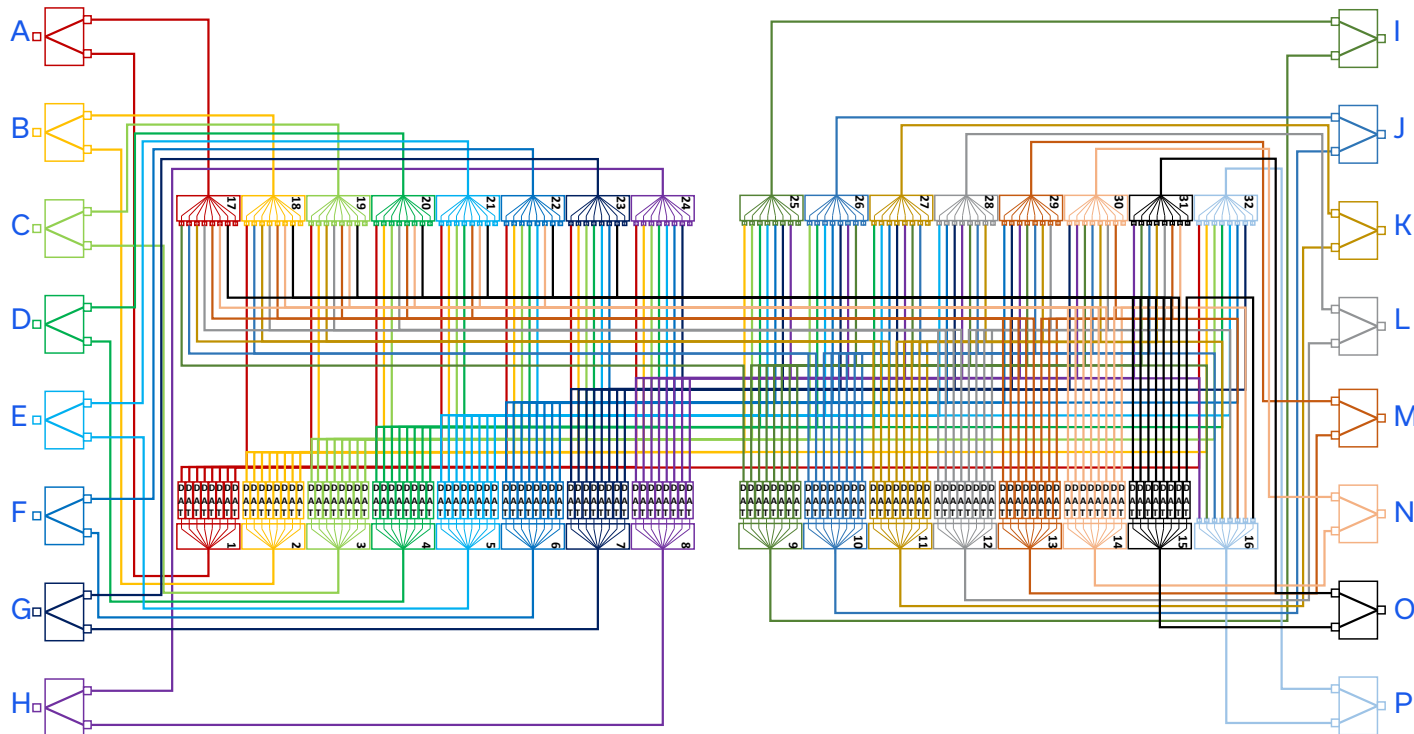 A
B
C
D
E
F
G
H
I
J
K
L
M
N
O
P
17 18 19 20 21 22 23 24 25 26 27 28 29 30 31 32
D D D D D D D D D D D D D D D D D D D D D D D D D D D D D D D D D D D D D D D D D D D D D D D D D D D D D D D D D D D D D D D D D D D D D D D D D D D D D D D D D D D D D D D D D D D D D D D D D D D D D D D D D D D D D D D D
A A A A A A A A A A A A A A A A A A A A A A A A A A A A A A A A A A A A A A A A A A A A A A A A A A A A A A A A A A A A A A A A A A A A A A A A A A A A A A A A A A A A A A A A A A A A A A A A A A A A A A A A A A A A A A A A
T T T T T T T T T T T T T T T T T T T T T T T T T T T T T T T T T T T T T T T T T T T T T T T T T T T T T T T T T T T T T T T T T T T T T T T T T T T T T T T T T T T T T T T T T T T T T T T T T T T T T T T T T T T T T T T T
1 2 3 4 5 6 7 8 9 10 11 12 13 14 15 16